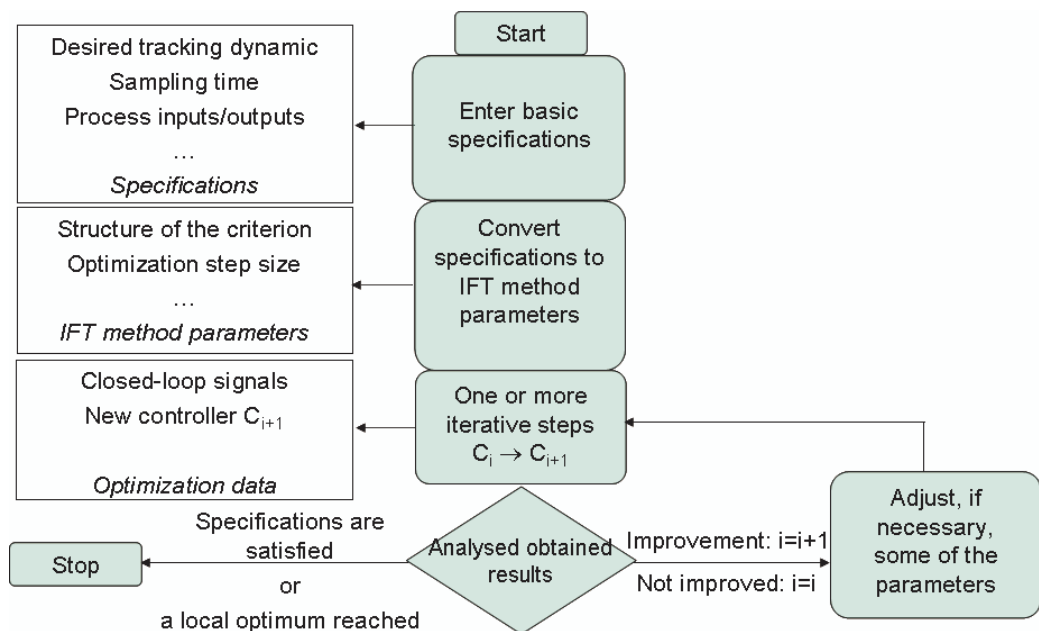 Start
Desired tracking dynamic
Sampling time
Process inputs/outputs
…
Specifications
Enter basic
specifications
Structure of the criterion
Optimization step size
…
IFT method parameters
Convert
specifications to
IFT method
parameters
Closed-loop signals
New controller Ci+1
Optimization data
One or more
iterative steps
Ci → Ci+1
Adjust, if
necessary,
some of the
parameters
Analysed obtained
results
Improvement: i=i+1
Not improved: i=i
Specifications are
satisfied
or
a local optimum reached
Stop